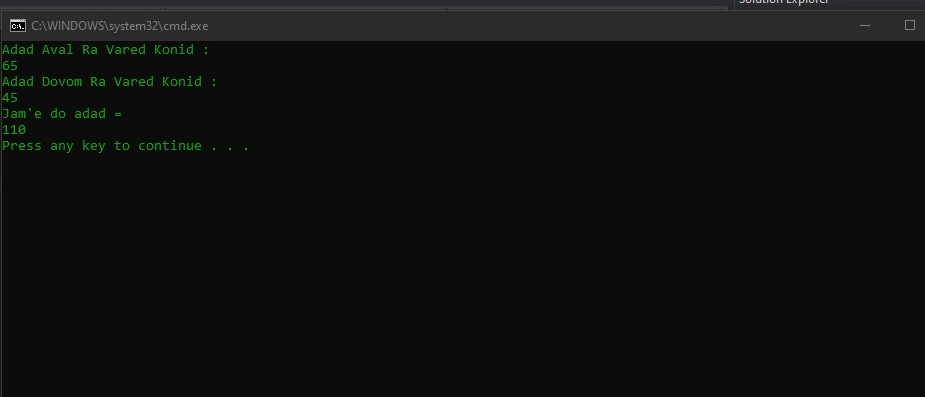 Solution Explorer
C:\WINDOWS\system32\cmd.exe
Adad Aval Ra Vared Konid :
65
Adad Dovom Ra Vared Konid :
45
Jam'e do adad =
110
Press any key to continue . . .